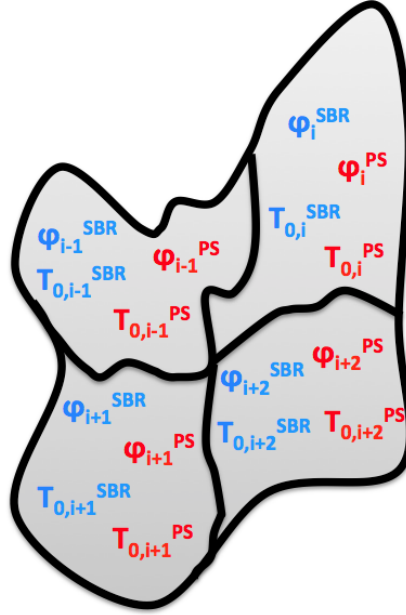 φᵢ^SBR
φᵢ^PS
T₀,ᵢ^SBR
T₀,ᵢ^PS
φᵢ₋₁^SBR
φᵢ₋₁^PS
T₀,ᵢ₋₁^SBR
T₀,ᵢ₋₁^PS
φᵢ₊₂^PS
φᵢ₊₂^SBR
T₀,ᵢ₊₂^PS
T₀,ᵢ₊₂^SBR
φᵢ₊₁^SBR
φᵢ₊₁^PS
T₀,ᵢ₊₁^SBR
T₀,ᵢ₊₁^PS